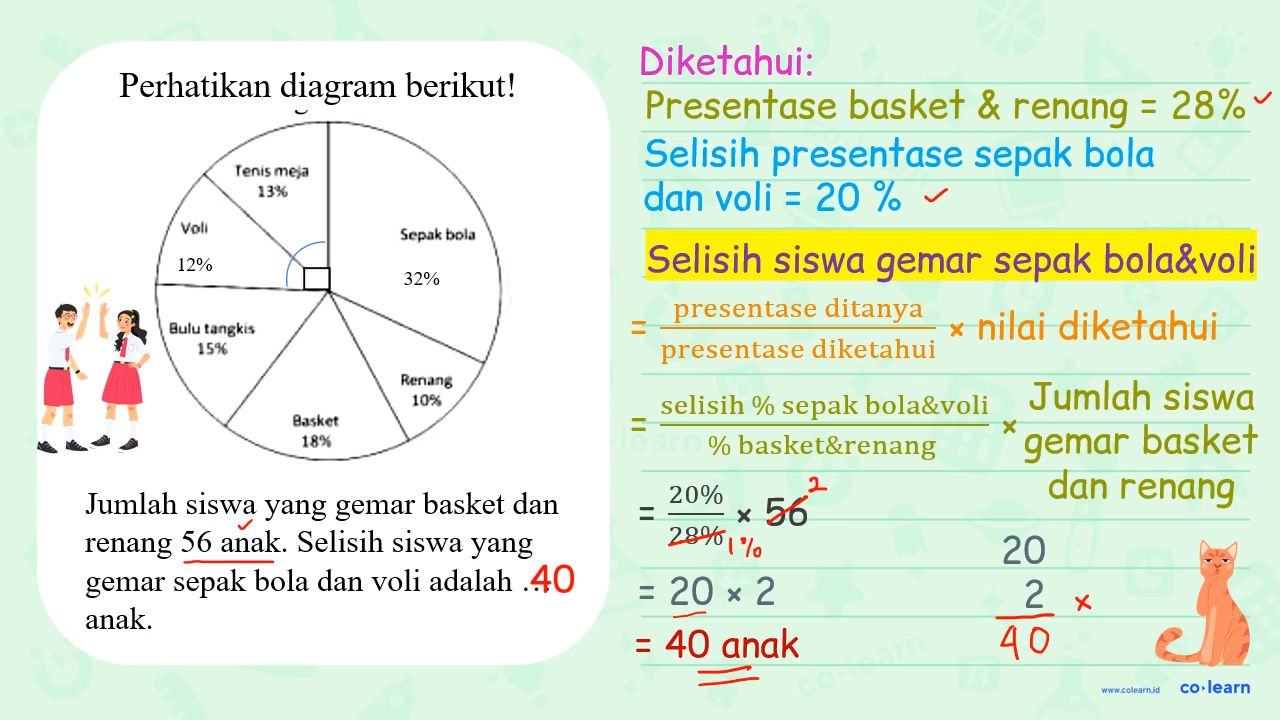 Perhatikan diagram berikut!
Tenis meja
13%
Voli
12%
Sepak bola
32%
Bulu tangkis
15%
Renang
10%
Basket
18%
Jumlah siswa yang gemar basket dan
renang 56 anak. Selisih siswa yang
gemar sepak bola dan voli adalah ... 40
anak.
Diketahui:
Presentase basket & renang = 28%
Selisih presentase sepak bola
dan voli = 20 %
Selisih siswa gemar sepak bola&voli
= presentase ditanya
presentase diketahui
× nilai diketahui
= selisih % sepak bola&voli
% basket&renang
× Jumlah siswa
gemar basket
dan renang
= 20%
28%
× 56
2
1%
= 20 × 2
= 40 anak
20
2 ×
40
www.colearn.id
co·learn